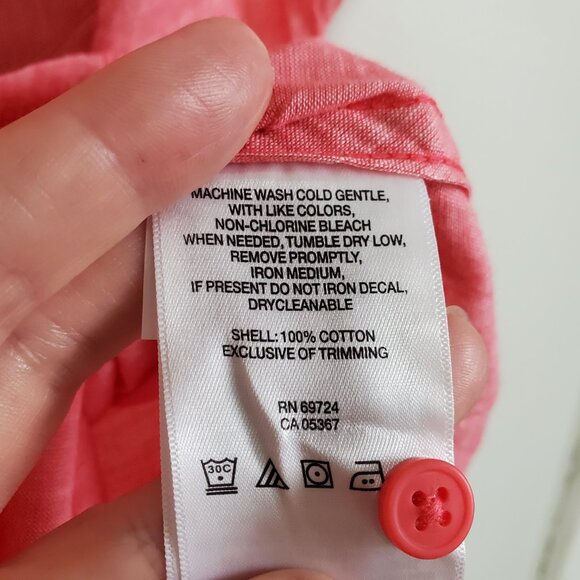 MACHINE WASH COLD GENTLE,
WITH LIKE COLORS,
NON-CHLORINE BLEACH
WHEN NEEDED, TUMBLE DRY LOW,
REMOVE PROMPTLY,
IRON MEDIUM,
IF PRESENT DO NOT IRON DECAL,
DRYCLEANABLE
SHELL: 100% COTTON
EXCLUSIVE OF TRIMMING
RN 69724
CA 05367
30C